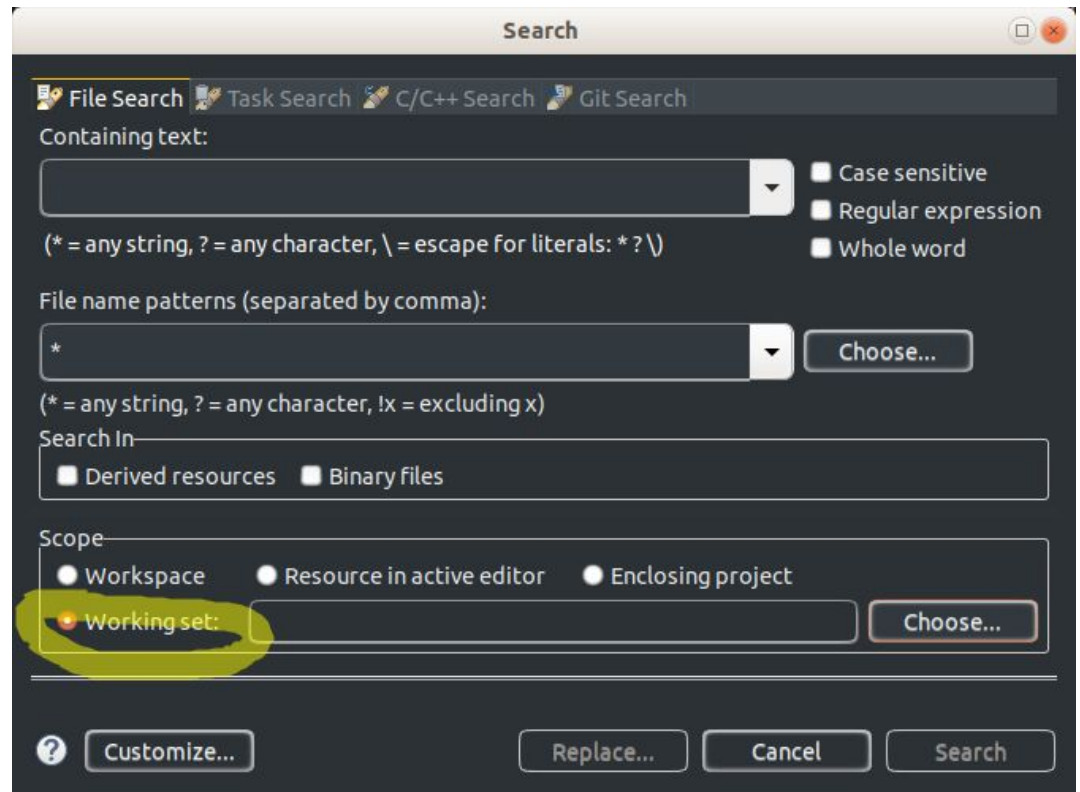 Search
File Search Task Search C/C++ Search Git Search
Containing text:
Case sensitive
Regular expression
(* = any string, ? = any character, \ = escape for literals: * ? \)
Whole word
File name patterns (separated by comma):
*
Choose...
(* = any string, ? = any character, !x = excluding x)
Search In
Derived resources Binary files
Scope
Workspace Resource in active editor Enclosing project
Working set: Choose...
? Customize... Replace... Cancel Search